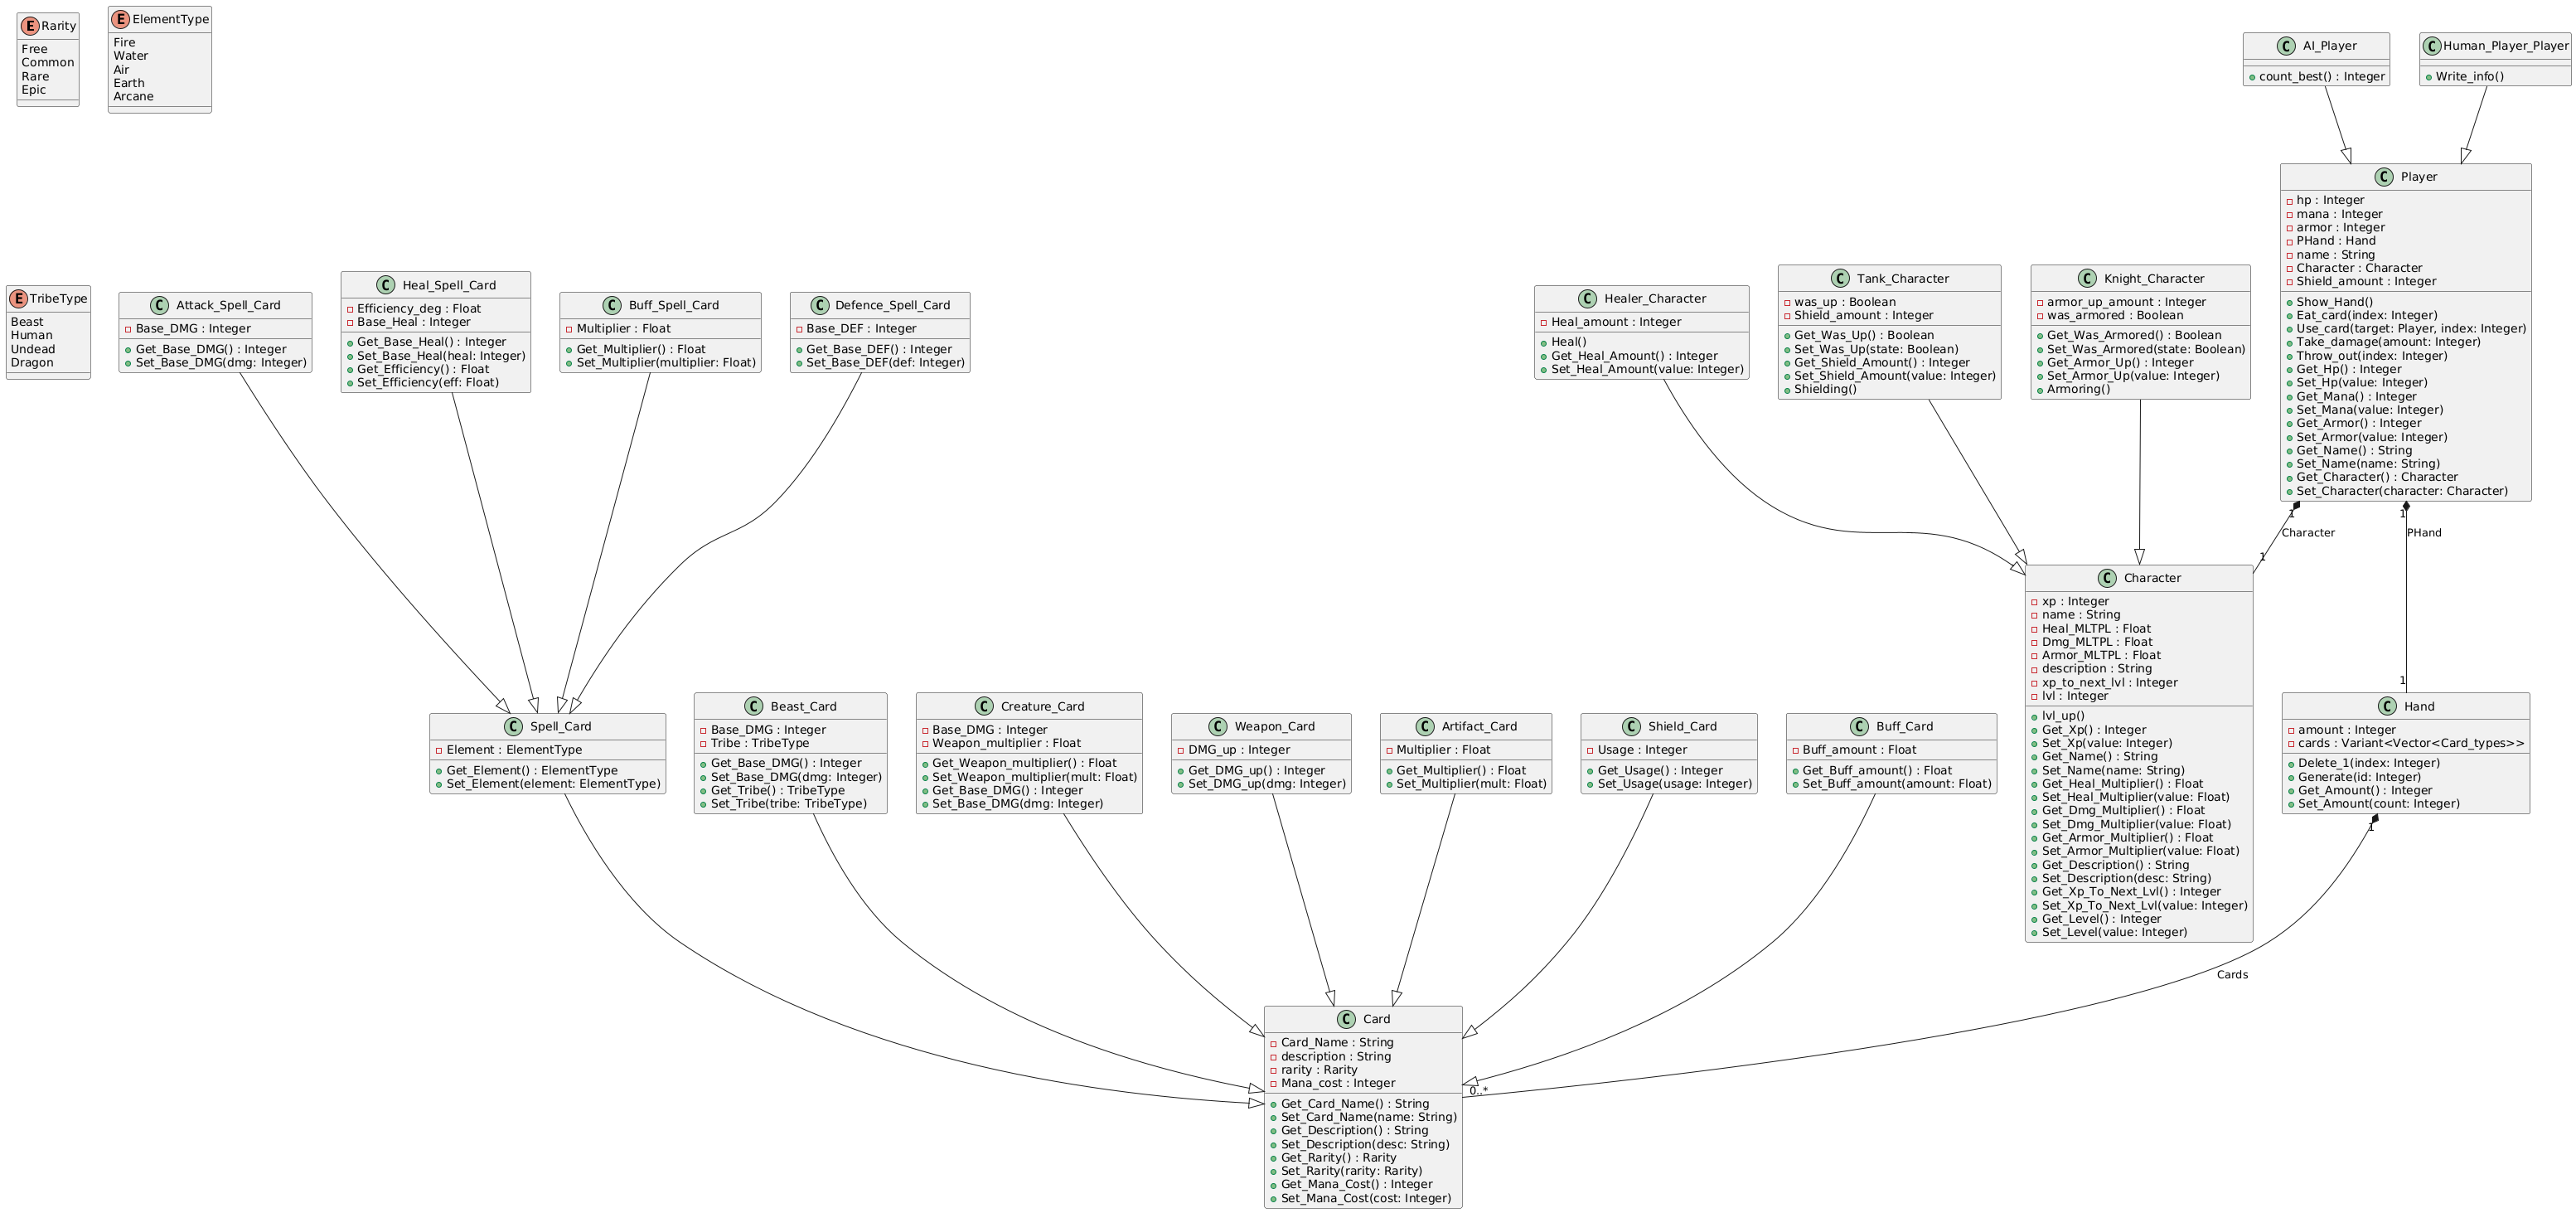 Rarity
Free
Common
Rare
Epic
ElementType
Fire
Water
Air
Earth
Arcane
AI_Player
count_best() : Integer
Human_Player_Player
Write_info()
TribeType
Beast
Human
Undead
Dragon
Attack_Spell_Card
Base_DMG : Integer
Get_Base_DMG() : Integer
Set_Base_DMG(dmg: Integer)
Heal_Spell_Card
Efficiency_deg : Float
Base_Heal : Integer
Get_Base_Heal() : Integer
Set_Base_Heal(heal: Integer)
Get_Efficiency() : Float
Set_Efficiency(eff: Float)
Buff_Spell_Card
Multiplier : Float
Get_Multiplier() : Float
Set_Multiplier(multiplier: Float)
Defence_Spell_Card
Base_DEF : Integer
Get_Base_DEF() : Integer
Set_Base_DEF(def: Integer)
Healer_Character
Heal_amount : Integer
Heal()
Get_Heal_Amount() : Integer
Set_Heal_Amount(value: Integer)
Tank_Character
was_up : Boolean
Shield_amount : Integer
Get_Was_Up() : Boolean
Set_Was_Up(state: Boolean)
Get_Shield_Amount() : Integer
Set_Shield_Amount(value: Integer)
Shielding()
Knight_Character
armor_up_amount : Integer
was_armored : Boolean
Get_Was_Armored() : Boolean
Set_Was_Armored(state: Boolean)
Get_Armor_Up() : Integer
Set_Armor_Up(value: Integer)
Armoring()
Player
hp : Integer
mana : Integer
armor : Integer
PHand : Hand
name : String
Character : Character
Shield_amount : Integer
Show_Hand()
Eat_card(index: Integer)
Use_card(target: Player, index: Integer)
Take_damage(amount: Integer)
Throw_out(index: Integer)
Get_Hp() : Integer
Set_Hp(value: Integer)
Get_Mana() : Integer
Set_Mana(value: Integer)
Get_Armor() : Integer
Set_Armor(value: Integer)
Get_Name() : String
Set_Name(name: String)
Get_Character() : Character
Set_Character(character: Character)
1
1
Character
PHand
1
1
Spell_Card
Element : ElementType
Get_Element() : ElementType
Set_Element(element: ElementType)
Beast_Card
Base_DMG : Integer
Tribe : TribeType
Get_Base_DMG() : Integer
Set_Base_DMG(dmg: Integer)
Get_Tribe() : TribeType
Set_Tribe(tribe: TribeType)
Creature_Card
Base_DMG : Integer
Weapon_multiplier : Float
Get_Weapon_multiplier() : Float
Set_Weapon_multiplier(mult: Float)
Get_Base_DMG() : Integer
Set_Base_DMG(dmg: Integer)
Weapon_Card
DMG_up : Integer
Get_DMG_up() : Integer
Set_DMG_up(dmg: Integer)
Artifact_Card
Multiplier : Float
Get_Multiplier() : Float
Set_Multiplier(mult: Float)
Shield_Card
Usage : Integer
Get_Usage() : Integer
Set_Usage(usage: Integer)
Buff_Card
Buff_amount : Float
Get_Buff_amount() : Float
Set_Buff_amount(amount: Float)
Character
xp : Integer
name : String
Heal_MLTPL : Float
Dmg_MLTPL : Float
Armor_MLTPL : Float
description : String
xp_to_next_lvl : Integer
lvl : Integer
lvl_up()
Get_Xp() : Integer
Set_Xp(value: Integer)
Get_Name() : String
Set_Name(name: String)
Get_Heal_Multiplier() : Float
Set_Heal_Multiplier(value: Float)
Get_Dmg_Multiplier() : Float
Set_Dmg_Multiplier(value: Float)
Get_Armor_Multiplier() : Float
Set_Armor_Multiplier(value: Float)
Get_Description() : String
Set_Description(desc: String)
Get_Xp_To_Next_Lvl() : Integer
Set_Xp_To_Next_Lvl(value: Integer)
Get_Level() : Integer
Set_Level(value: Integer)
Hand
amount : Integer
cards : Variant<Vector<Card_types>>
Delete_1(index: Integer)
Generate(id: Integer)
Get_Amount() : Integer
Set_Amount(count: Integer)
1
Cards
0..*
Card
Card_Name : String
description : String
rarity : Rarity
Mana_cost : Integer
Get_Card_Name() : String
Set_Card_Name(name: String)
Get_Description() : String
Set_Description(desc: String)
Get_Rarity() : Rarity
Set_Rarity(rarity: Rarity)
Get_Mana_Cost() : Integer
Set_Mana_Cost(cost: Integer)